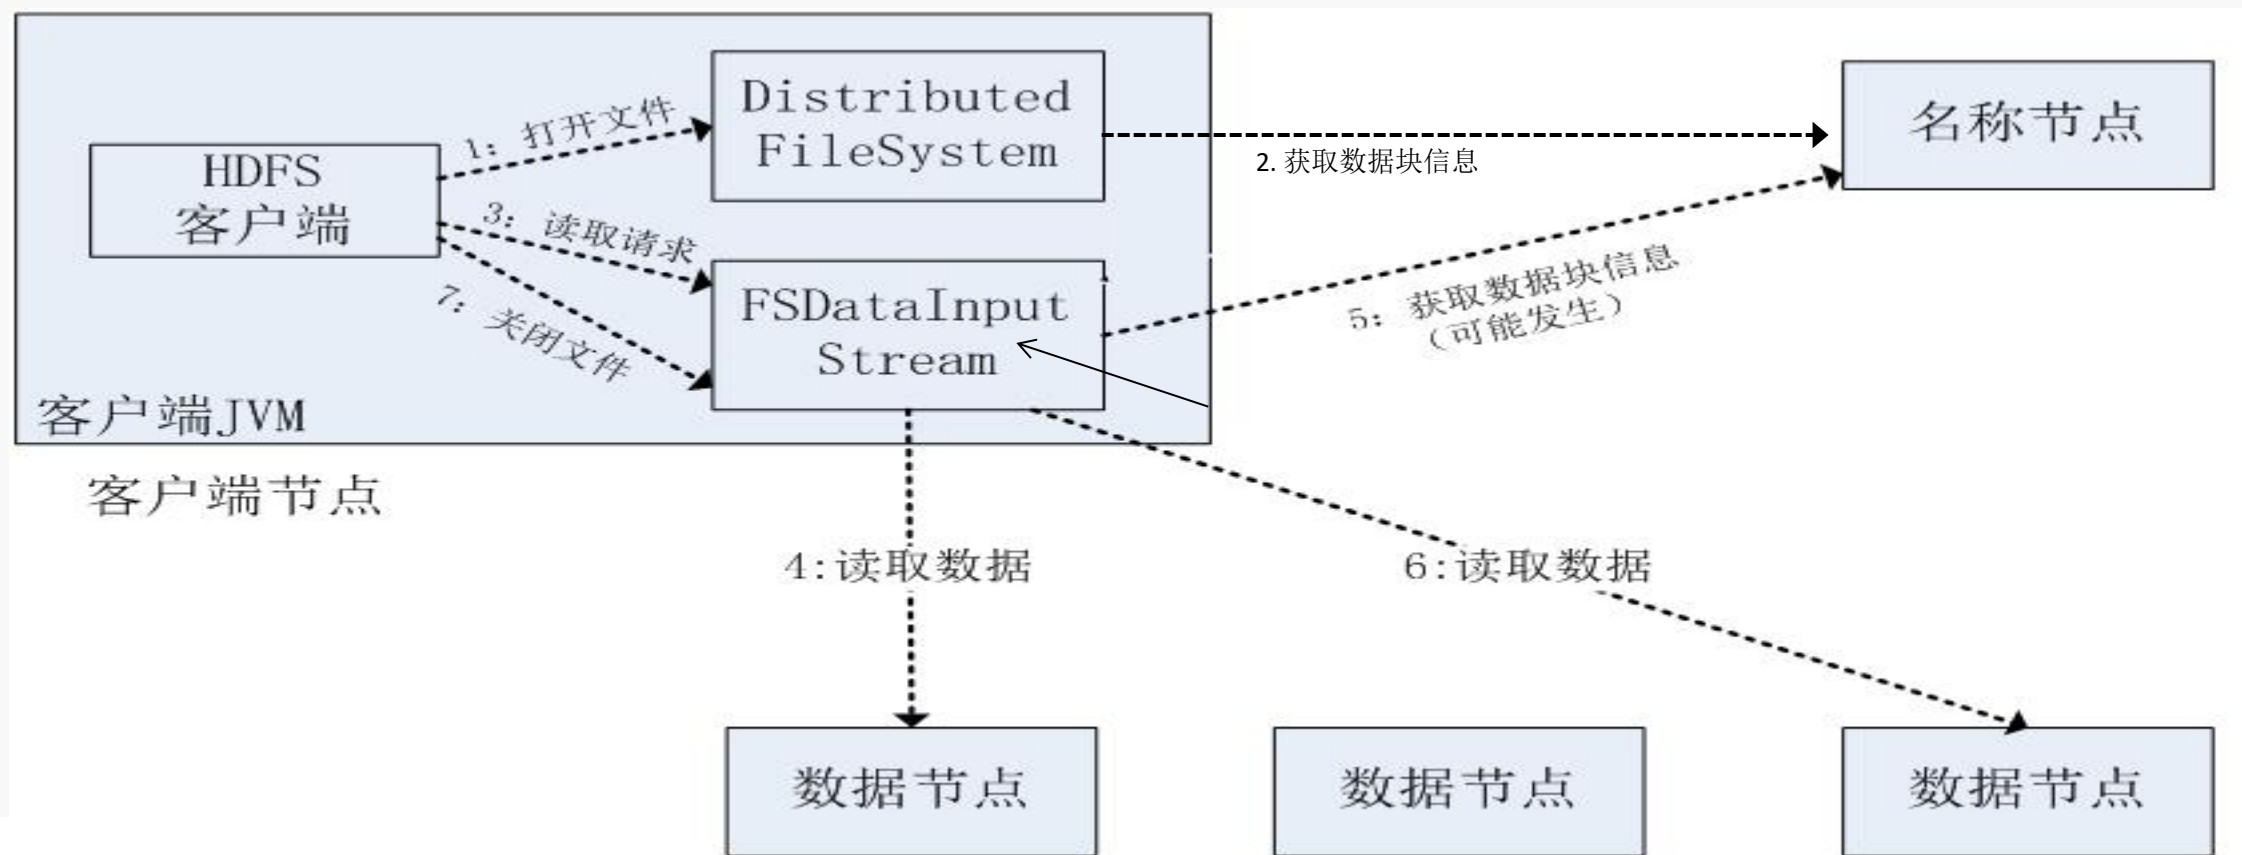 Distributed
FileSystem
名称节点
1: 打开文件
2. 获取数据块信息
HDFS
客户端
3: 读取请求
FSDataInput
Stream
5: 获取数据块信息
(可能发生)
7: 关闭文件
客户端JVM
客户端节点
4:读取数据
6:读取数据
数据节点
数据节点
数据节点